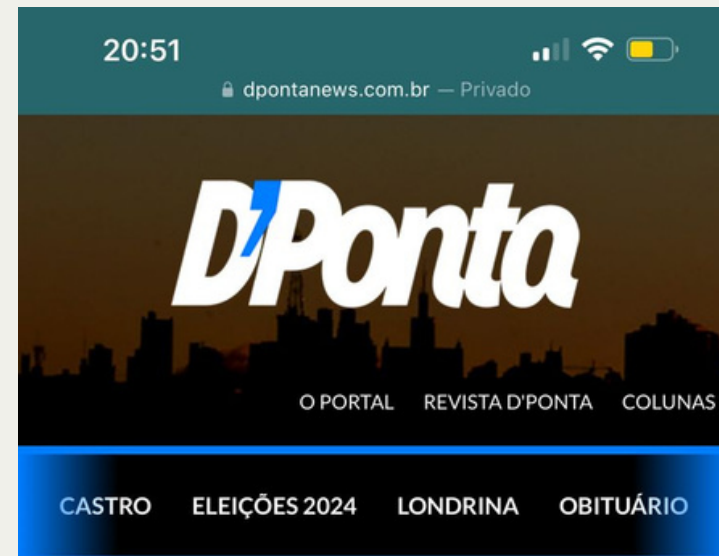 20:51
dpontanews.com.br — Privado
D'Ponta
O PORTAL REVISTA D'PONTA COLUNAS
CASTRO ELEIÇÕES 2024 LONDRINA OBITUÁRIO